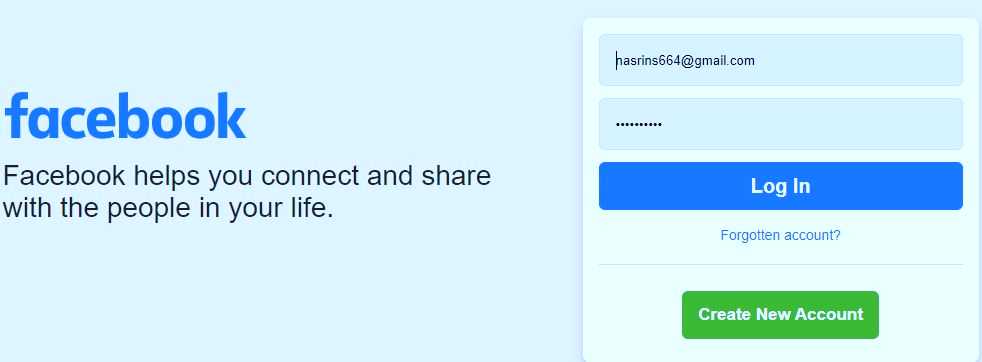 facebook
Facebook helps you connect and share
with the people in your life.
nasrins664@gmail.com
••••••••••
Log In
Forgotten account?
Create New Account